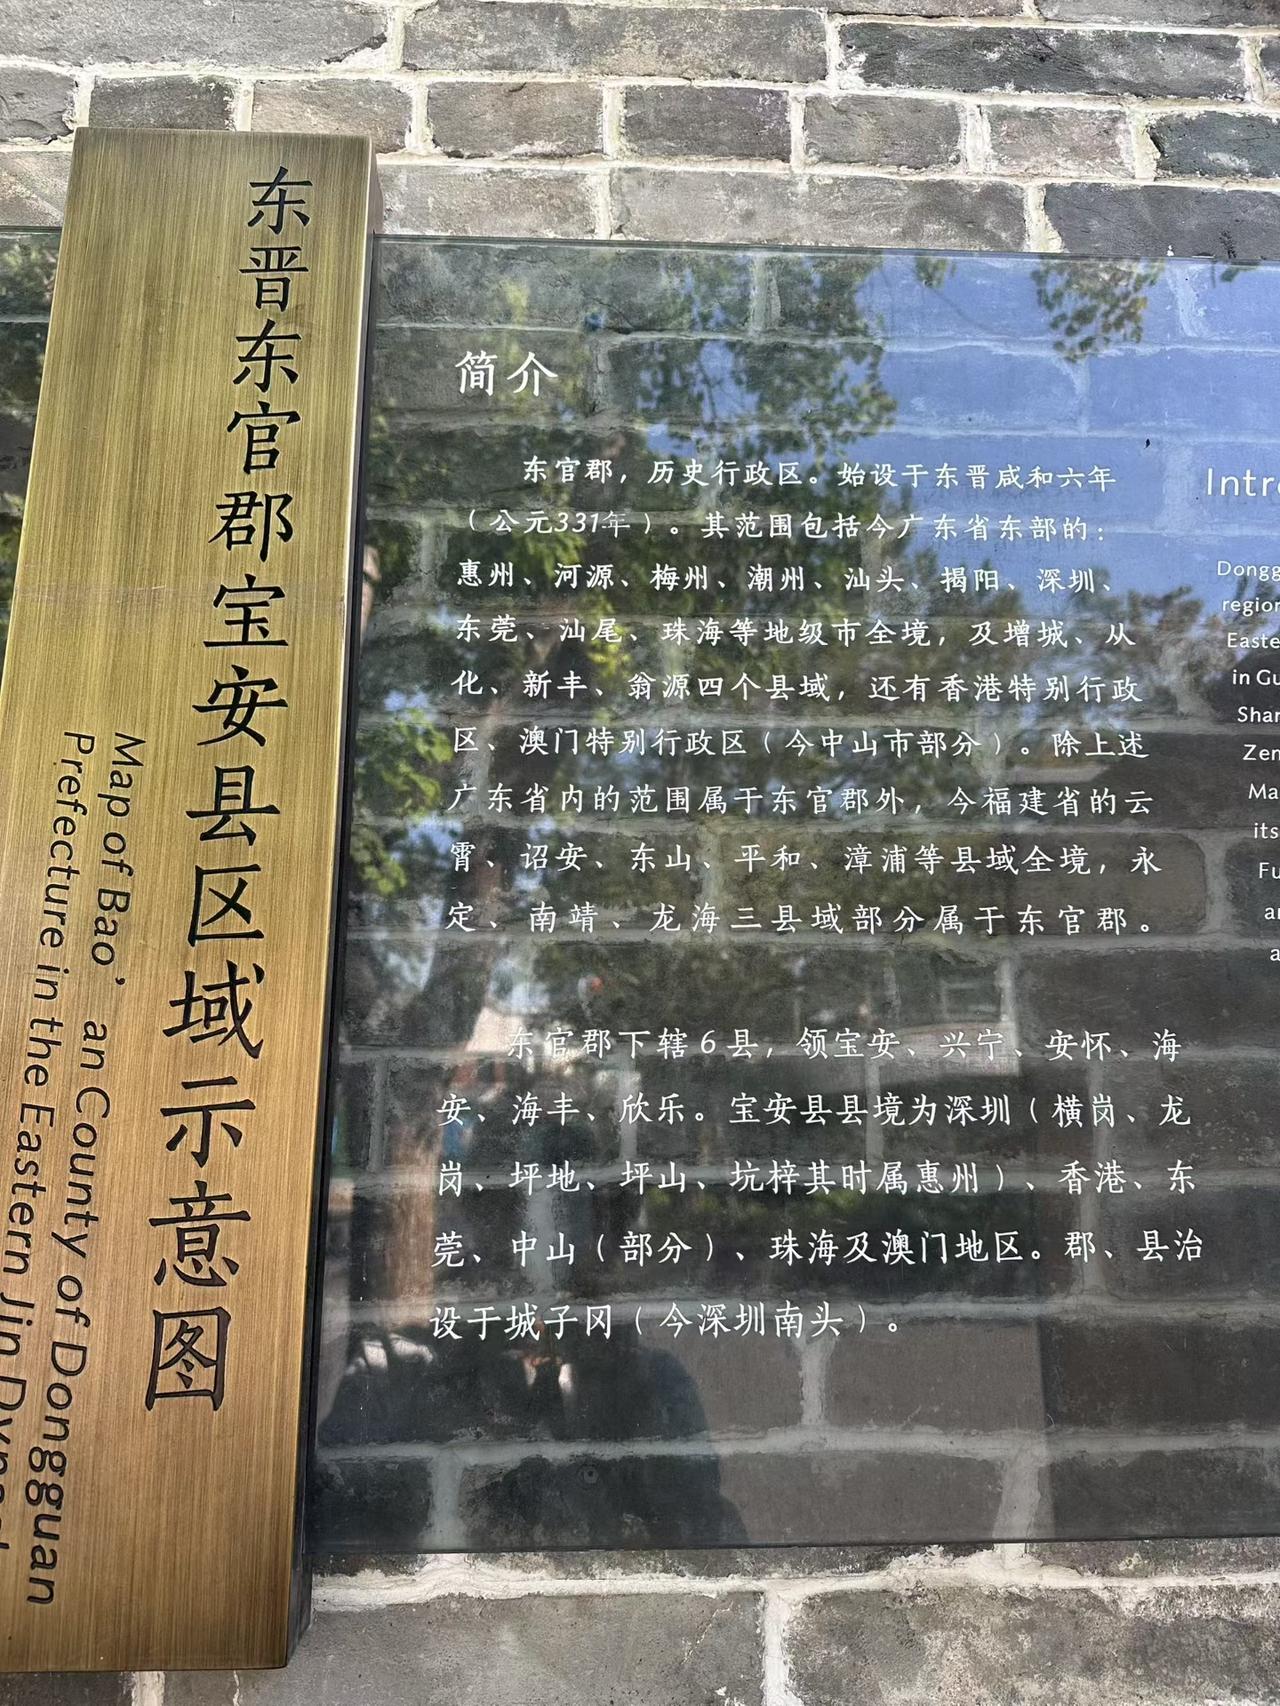 东晋东官郡宝安县区域示意图
Map of Bao'an County of Dongguan
Prefecture in the Eastern Jin
简介
东官郡，历史行政区。始设于东晋咸和六年
（公元331年）。其范围包括今广东省东部的：
惠州、河源、梅州、潮州、汕头、揭阳、深圳、
东莞、汕尾、珠海等地级市全境，及增城、从
化、新丰、翁源四个县域，还有香港特别行政
区、澳门特别行政区（今中山市部分）。除上述
广东省内的范围属于东官郡外，今福建省的云
霄、诏安、东山、平和、漳浦等县域全境，永
定、南靖、龙海三县域部分属于东官郡。
东官郡下辖6县，领宝安、兴宁、安怀、海
安、海丰、欣乐。宝安县县境为深圳（横岗、龙
岗、坪地、坪山、坑梓其时属惠州）、香港、东
莞、中山（部分）、珠海及澳门地区。郡、县治
设于城子冈（今深圳南头）。
in Gu